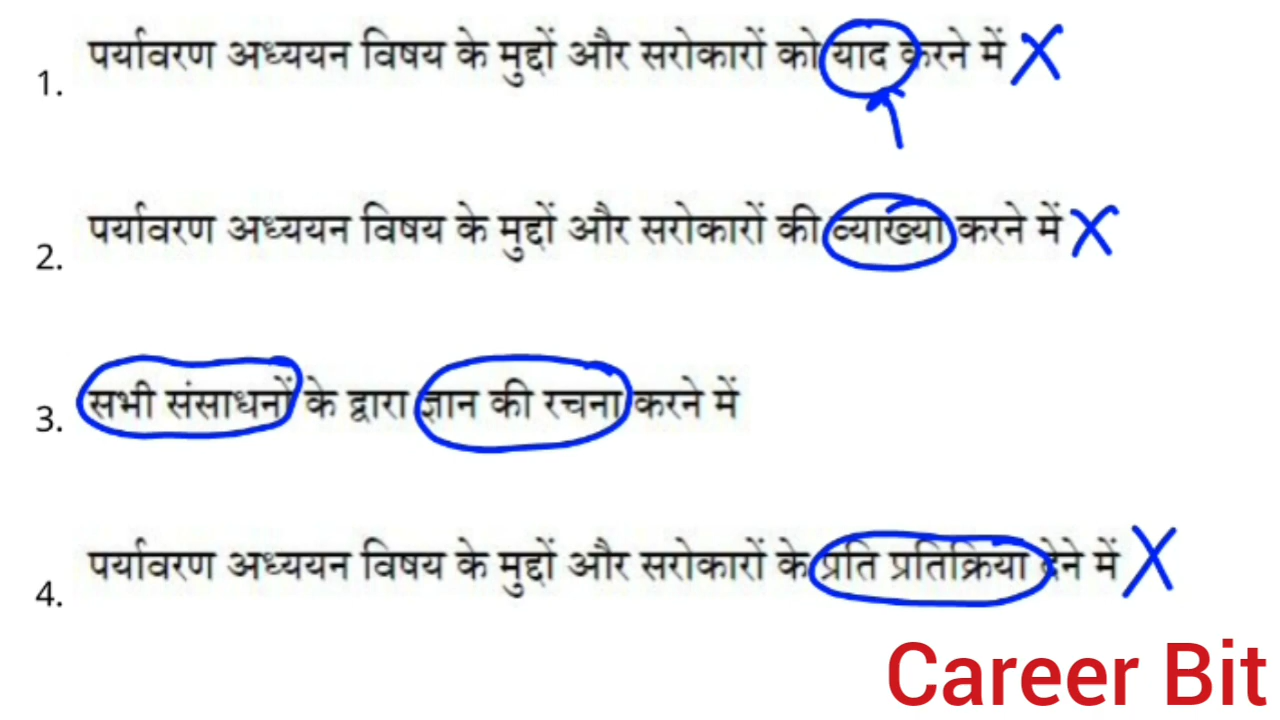 1. पर्यावरण अध्ययन विषय के मुद्दों और सरोकारों को याद करने में X
2. पर्यावरण अध्ययन विषय के मुद्दों और सरोकारों की व्याख्या करने में X
3. सभी संसाधनों के द्वारा ज्ञान की रचना करने में
4. पर्यावरण अध्ययन विषय के मुद्दों और सरोकारों के प्रति प्रतिक्रिया देने में X
Career Bit